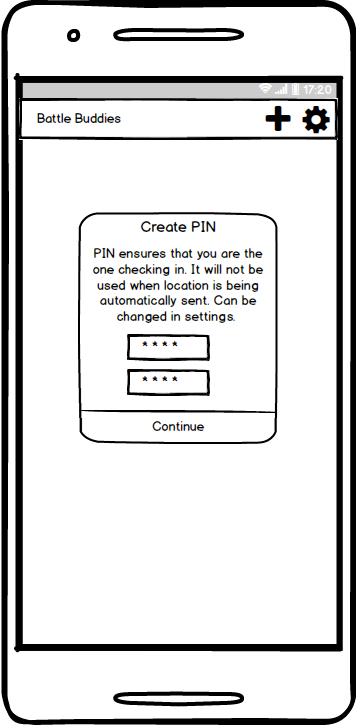 17:20
Battle Buddies
Create PIN
PIN ensures that you are the
one checking in. It will not be
used when location is being
automatically sent. Can be
changed in settings.
****
****
Continue